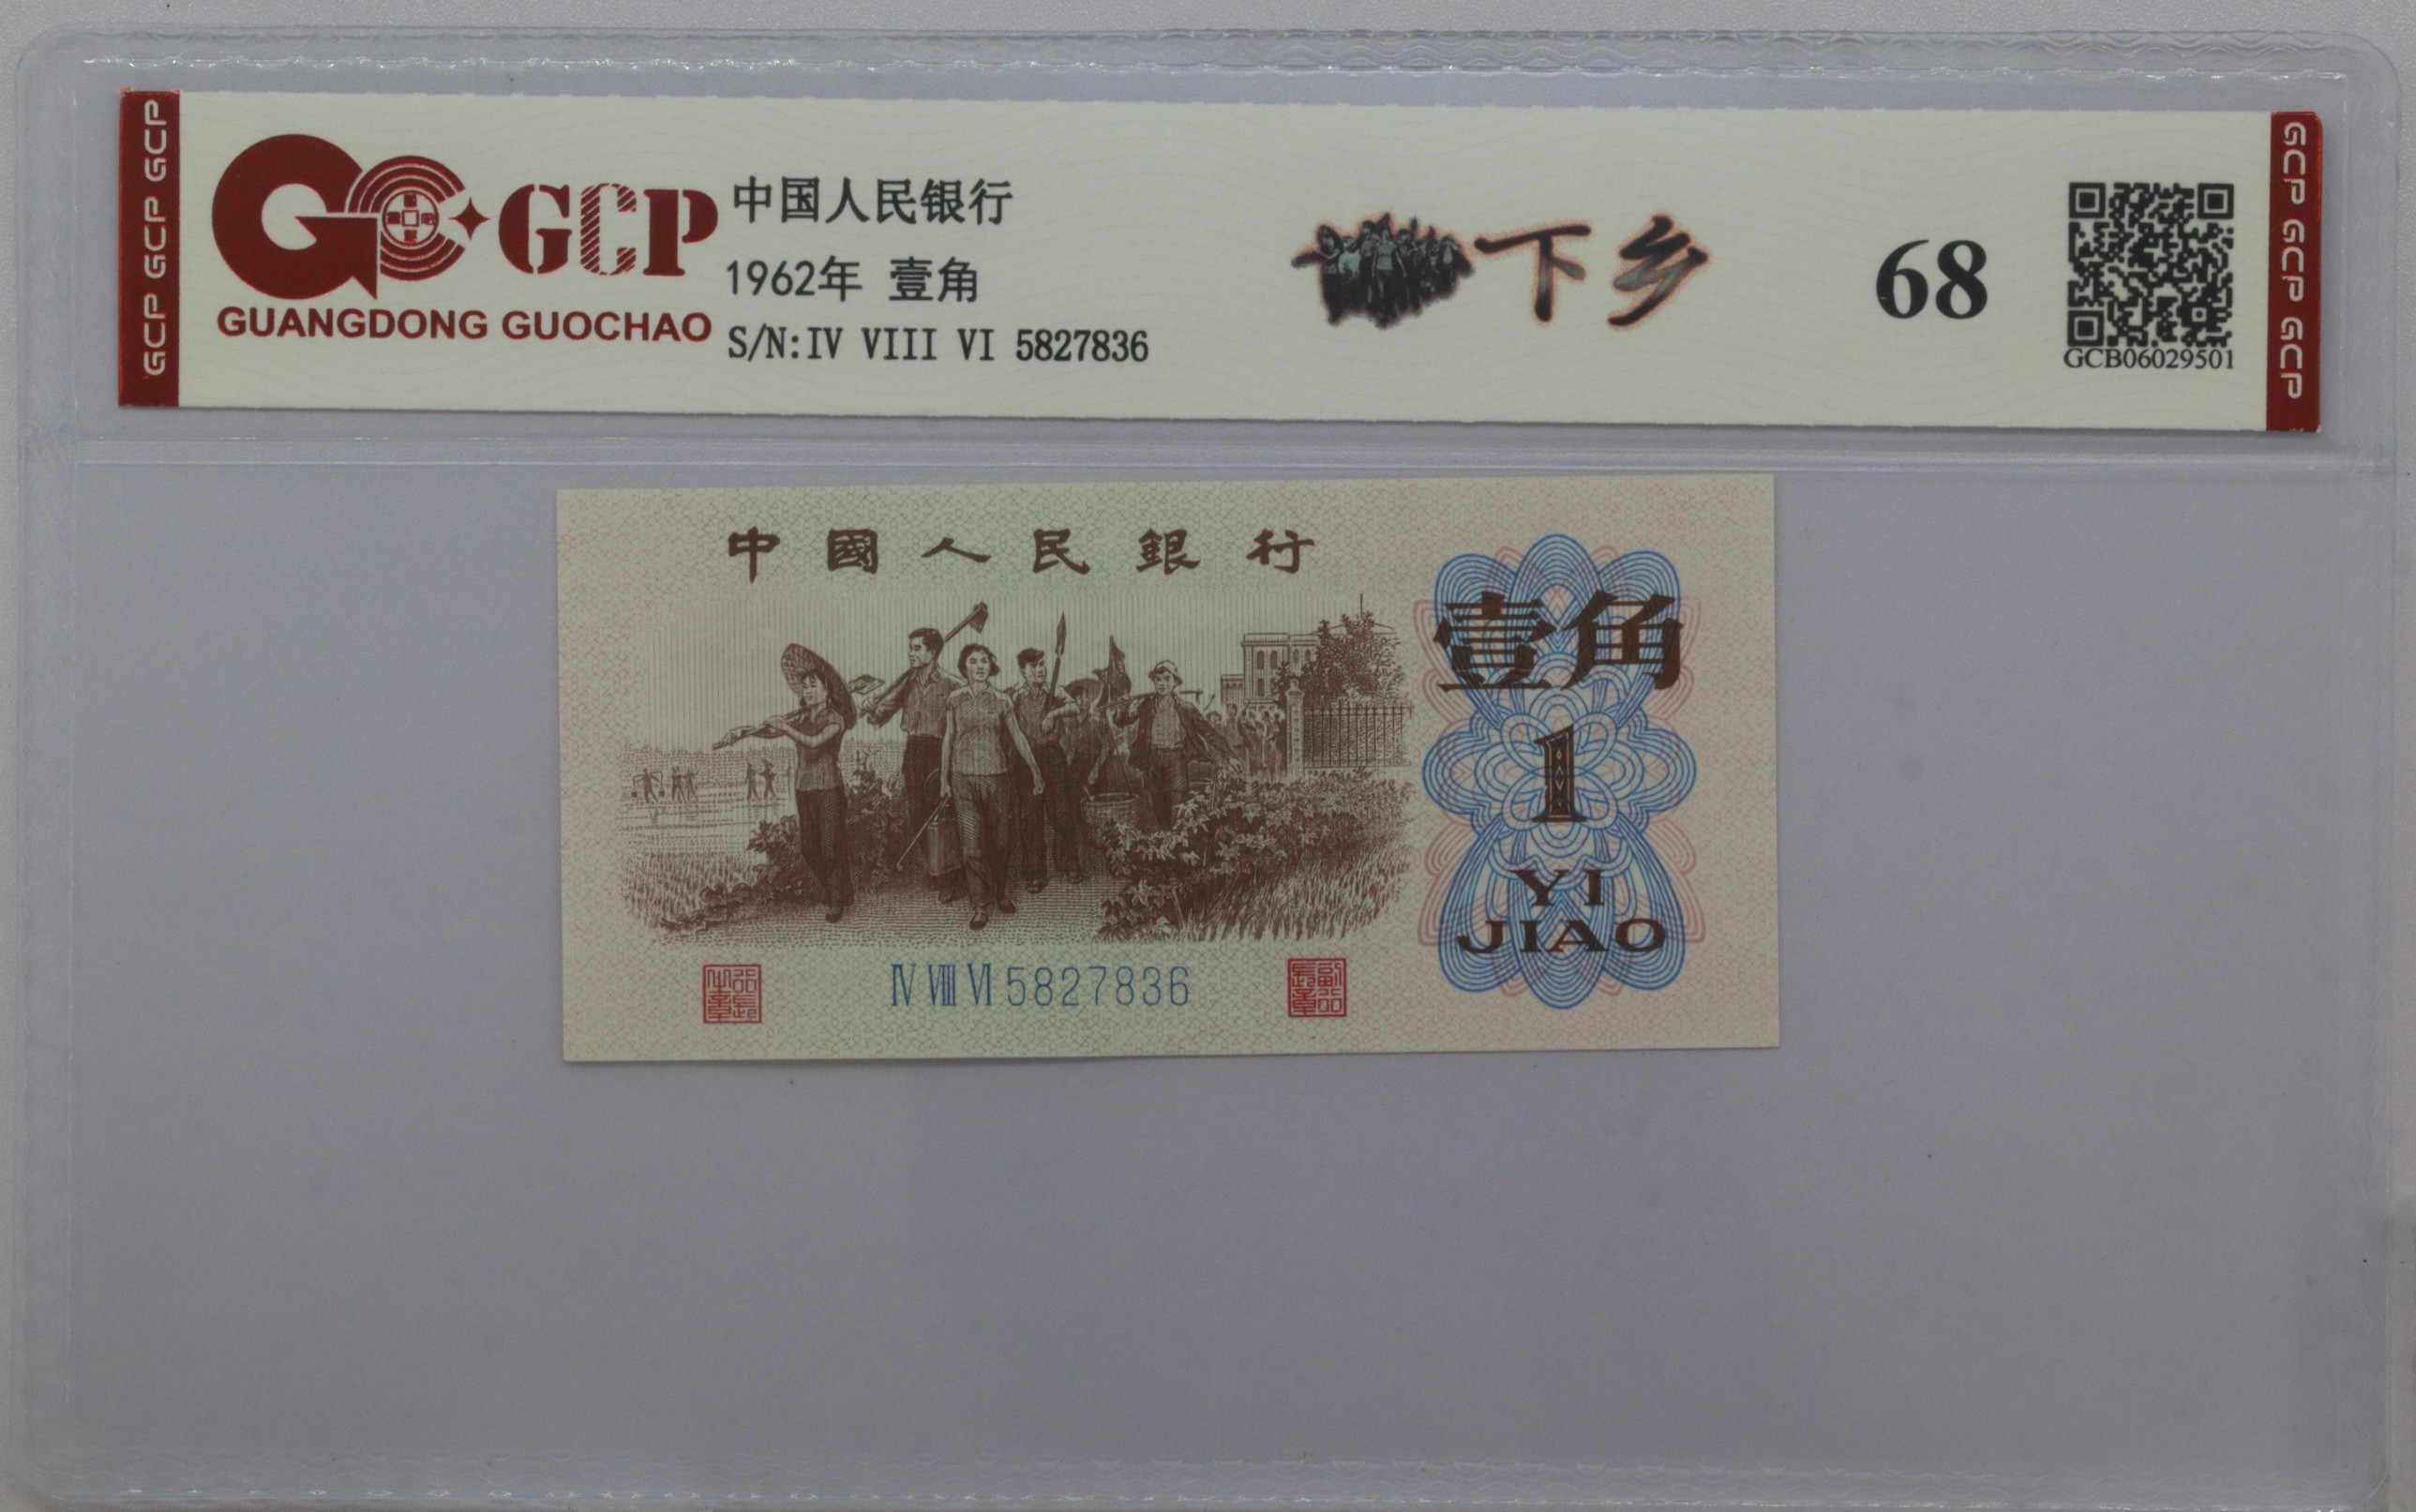 GCP GCP GCP
GCP
GUANGDONG GUOCHAO
中国人民银行
1962年 壹角
S/N:IV VIII VI 5827836
下乡
68
GCB06029501
GCP GCP GCP
中國人民銀行
壹角
1
YI
JIAO
Ⅳ Ⅷ Ⅵ 5827836